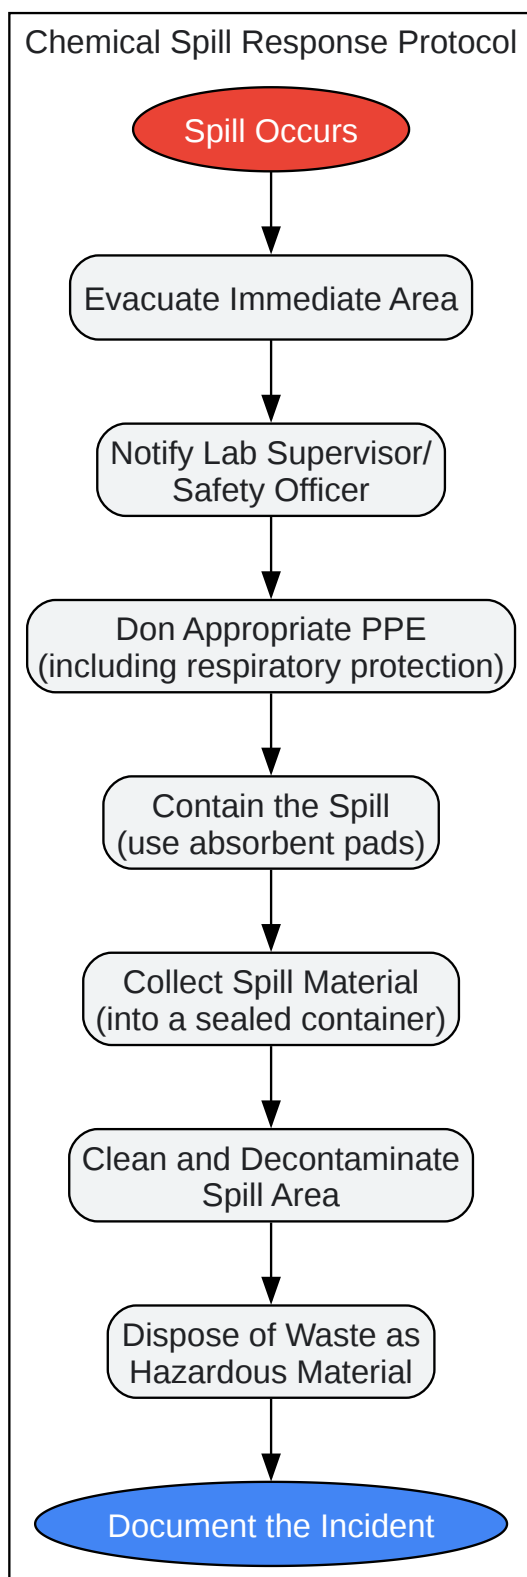 Chemical Spill Response Protocol
Spill Occurs
Evacuate Immediate Area
Notify Lab Supervisor/
Safety Officer
Don Appropriate PPE
(including respiratory protection)
Contain the Spill
(use absorbent pads)
Collect Spill Material
(into a sealed container)
Clean and Decontaminate
Spill Area
Dispose of Waste as
Hazardous Material
Document the Incident